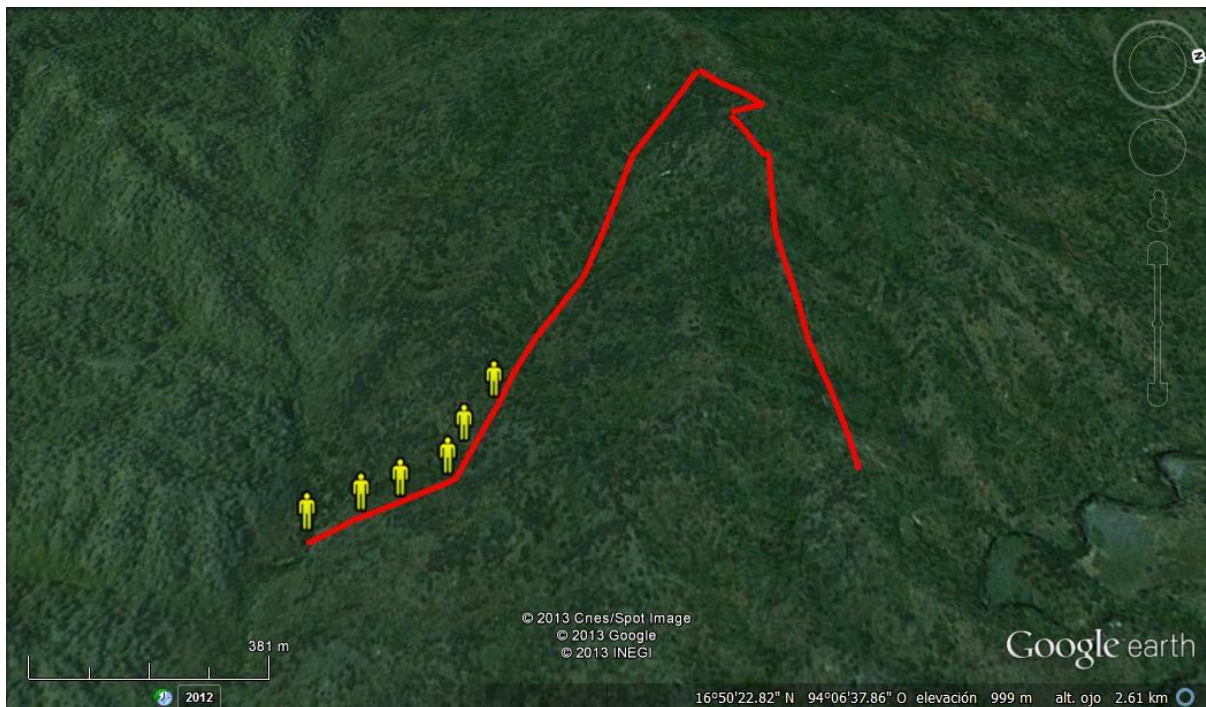 N
© 2013 Cnes/Spot Image
© 2013 Google
© 2013 INEGI
381 m
Google earth
2012
16°50'22.82" N 94°06'37.86" O elevación 999 m alt. ojo 2.61 km